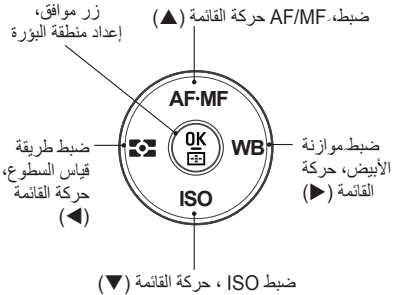 زر موافق،
إعداد منطقة البؤرة
ضبط AF/MF، حركة القائمة (▲)
AF·MF
OK
WB
ISO
ضبط طريقة
قياس السطوع،
حركة القائمة
(◀)
ضبط موازنة
الأبيض، حركة
القائمة (▶)
ضبط ISO ، حركة القائمة (▼)